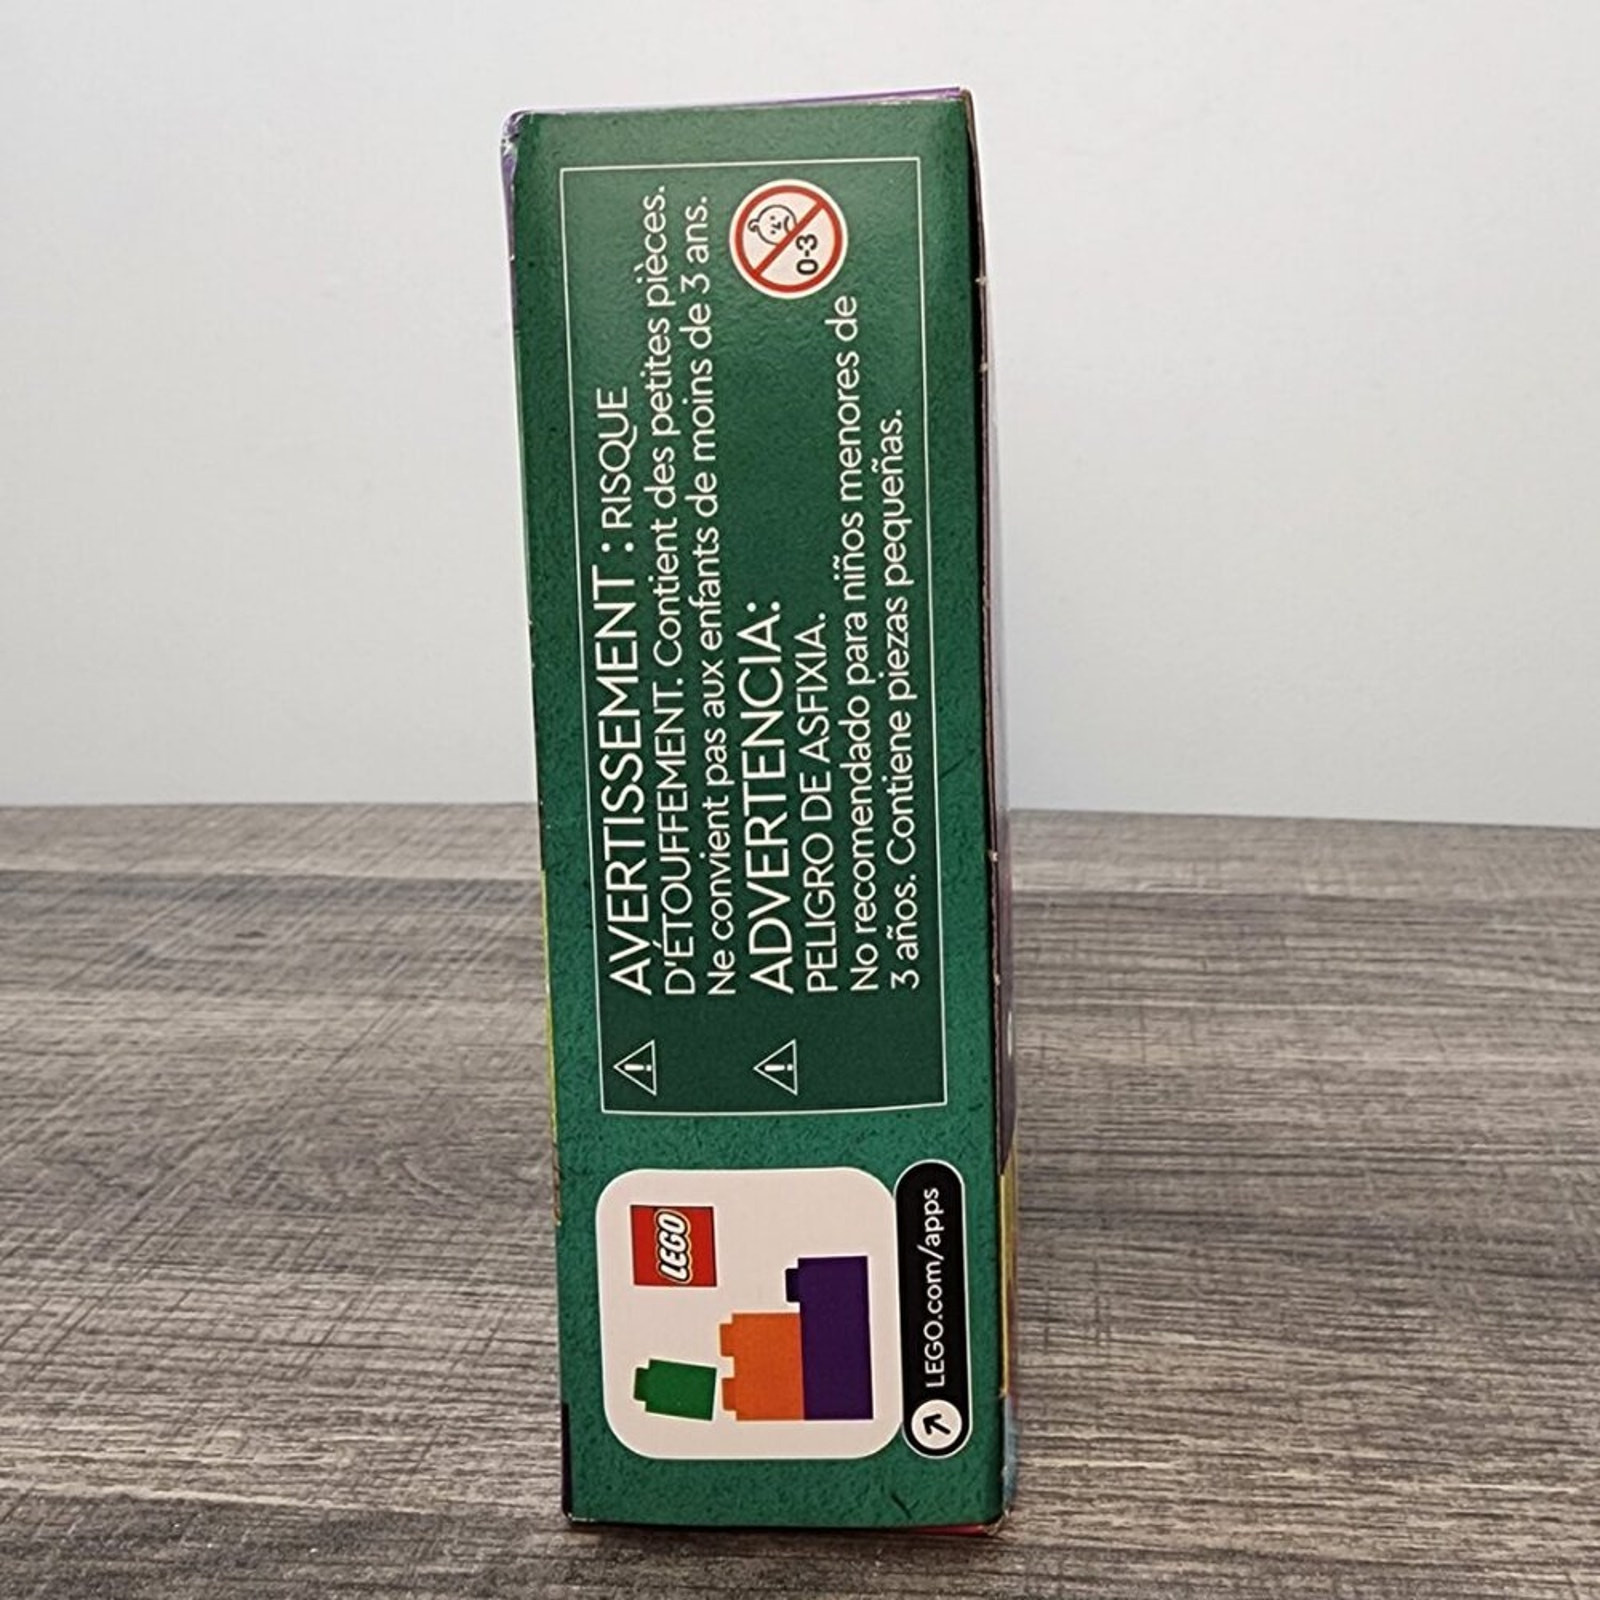 AVERTISSEMENT : RISQUE
D'ÉTOUFFEMENT. Contient des petites pièces.
Ne convient pas aux enfants de moins de 3 ans.
ADVERTENCIA:
PELIGRO DE ASFIXIA.
No recomendado para niños menores de
3 años. Contiene piezas pequeñas.
0-3
LEGO
LEGO.com/apps